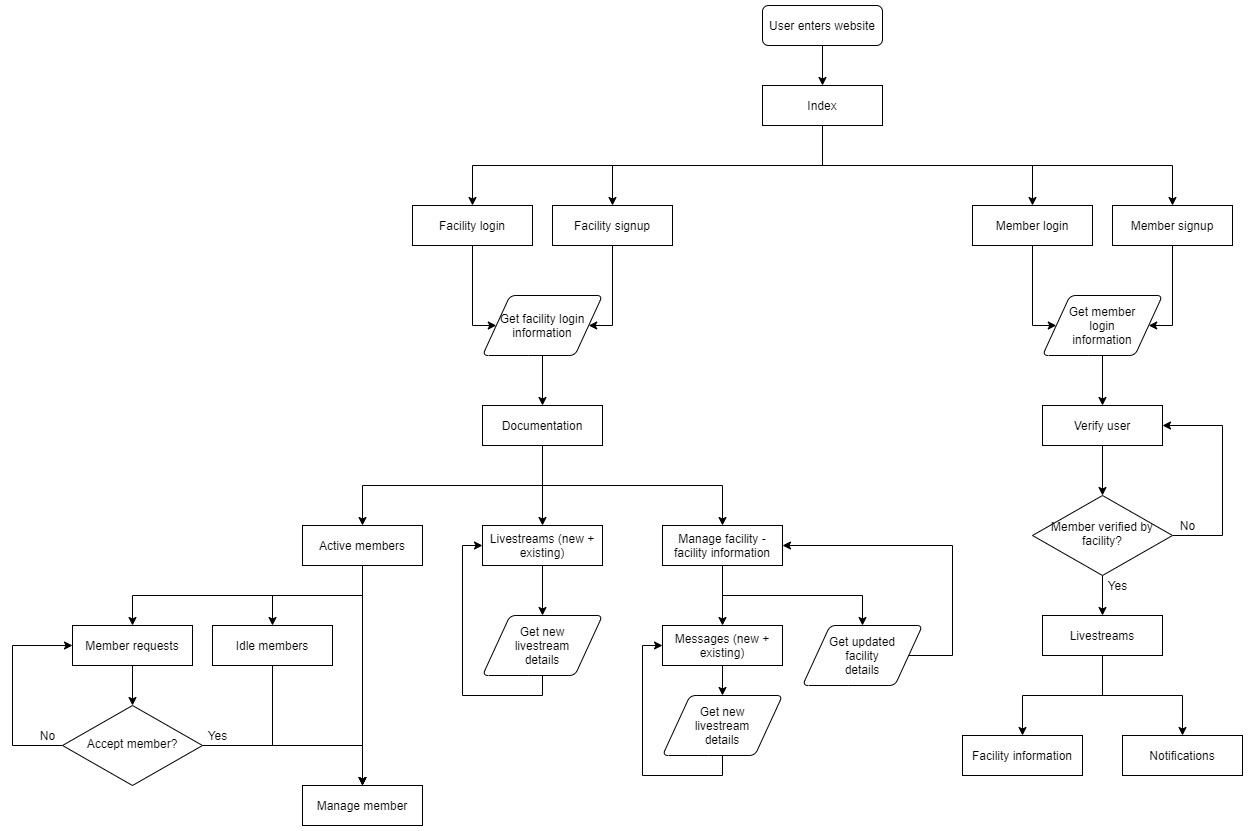 User enters website
Index
Facility login
Facility signup
Member login
Member signup
Get facility login
information
Get member
login
information
Documentation
Verify user
Active members
Livestreams (new +
existing)
Manage facility -
facility information
Member verified by
facility?
No
Yes
Member requests
Idle members
Get new
livestream
details
Messages (new +
existing)
Get updated
facility
details
Livestreams
No
Accept member?
Yes
Get new
livestream
details
Facility information
Notifications
Manage member